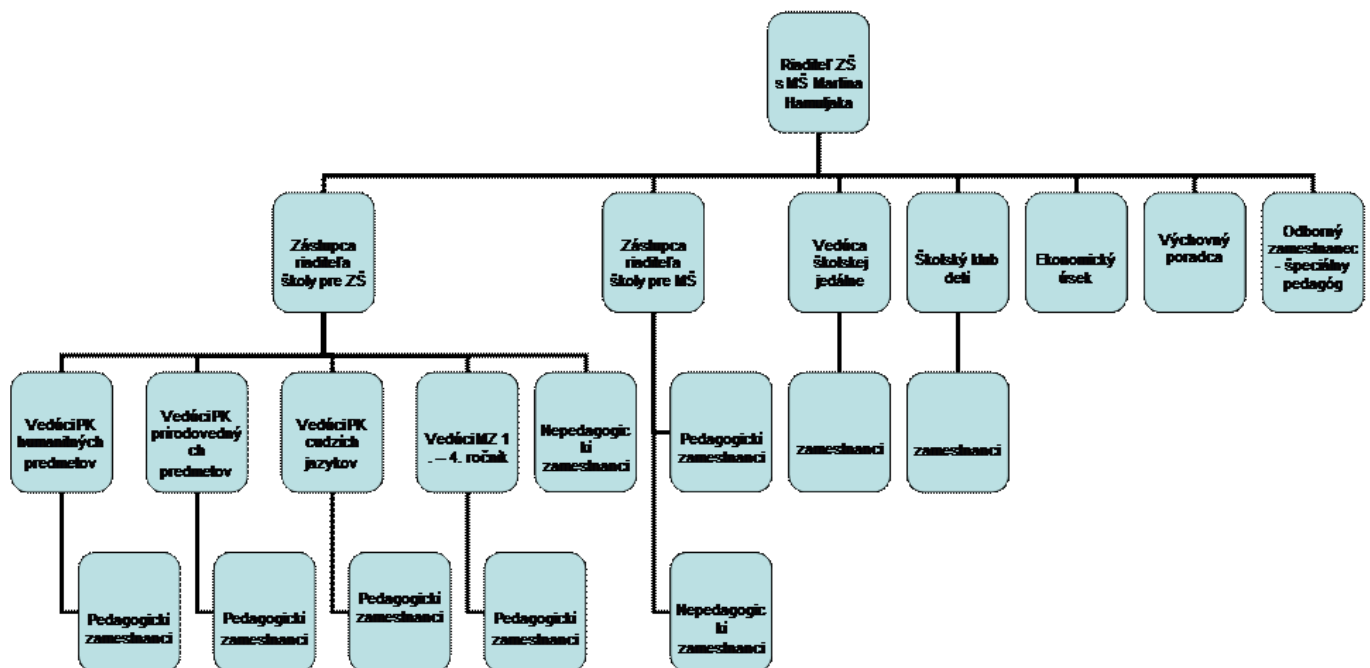 Riaditeľ ZŠ
s MŠ Martina
Hamuljaka
Zástupca
riaditeľa
školy pre ZŠ
Zástupca
riaditeľa
školy pre MŠ
Vedúca
školskej
jedálne
Školský klub
detí
Ekonomický
úsek
Výchovný
poradca
Odborný
zamestnanec
- špeciálny
pedagóg
Vedúci PK
humanitných
predmetov
Vedúci PK
prírodovedný
ch
predmetov
Vedúci PK
cudzích
jazykov
Vedúci MZ 1
. – 4. ročník
Nepedagogic
kí
zamestnanci
Pedagogickí
zamestnanci
zamestnanci
zamestnanci
Pedagogickí
zamestnanci
Pedagogickí
zamestnanci
Pedagogickí
zamestnanci
Pedagogickí
zamestnanci
Nepedagogic
kí
zamestnanci